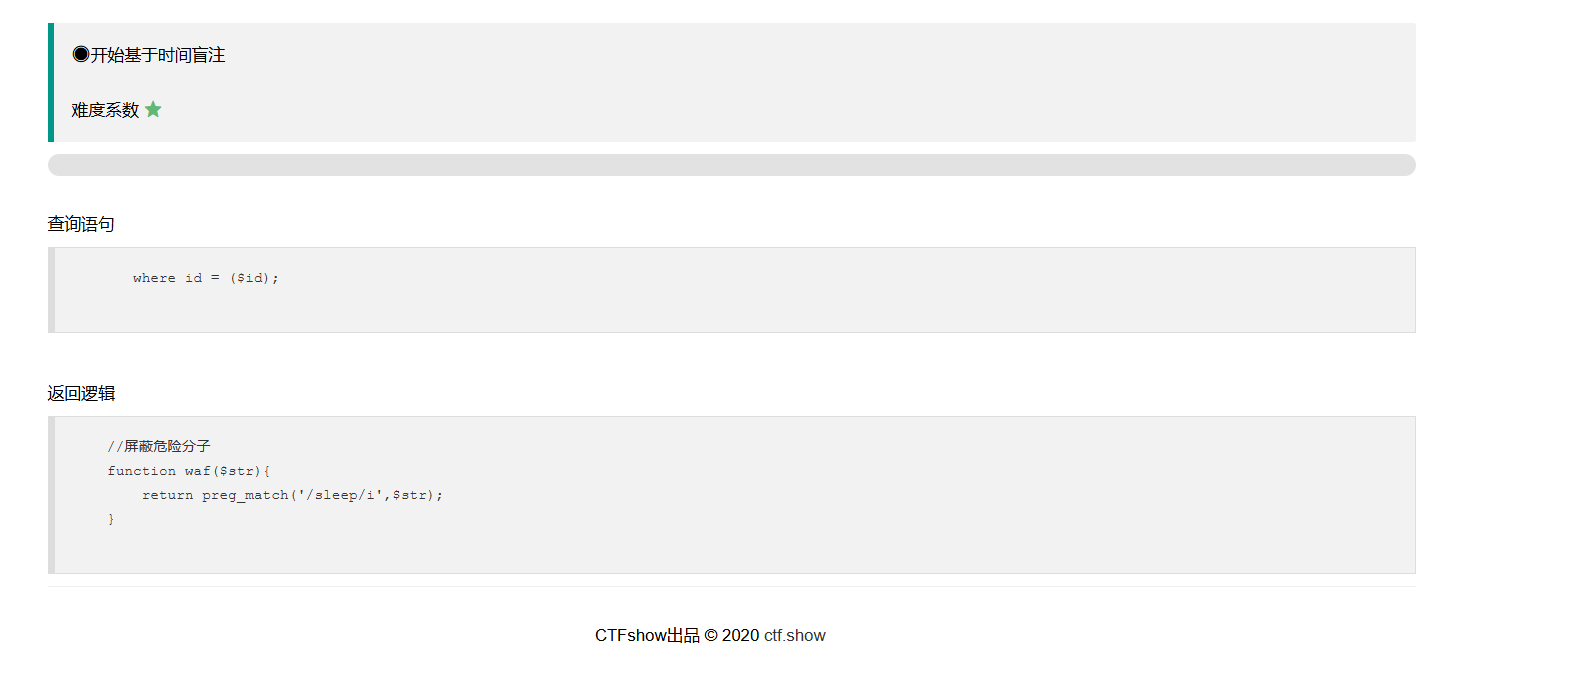 ◉开始基于时间盲注
难度系数 ★
查询语句
where id = ($id);
返回逻辑
//屏蔽危险分子
function waf($str){
    return preg_match('/sleep/i',$str);
}
CTFshow出品 © 2020 ctf.show